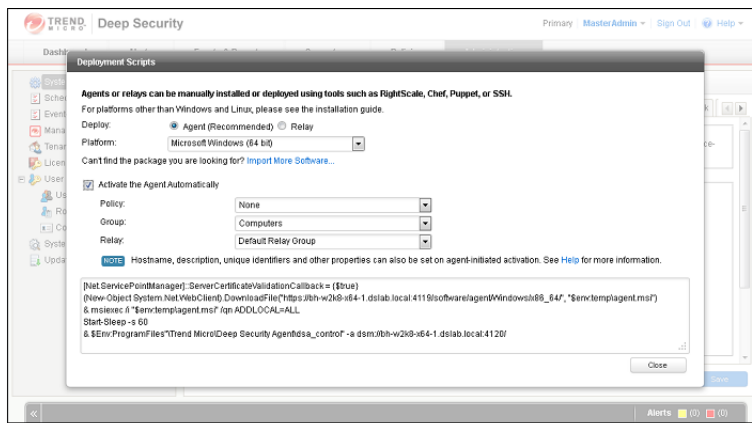 TREND MICRO Deep Security
Primary MasterAdmin Sign Out Help
Deployment Scripts
Agents or relays can be manually installed or deployed using tools such as RightScale, Chef, Puppet, or SSH.
For platforms other than Windows and Linux, please see the installation guide.
Deploy: Agent (Recommended) Relay
Platform: Microsoft Windows (64 bit)
Can't find the package you are looking for? Import More Software...
Activate the Agent Automatically
Policy: None
Group: Computers
Relay: Default Relay Group
NOTE Hostname, description, unique identifiers and other properties can also be set on agent-initiated activation. See Help for more information.
[Net.ServicePointManager]::ServerCertificateValidationCallback = {$true}
(New-Object System.Net.WebClient).DownloadFile("https://bh-w2k8-x64-1.dslab.local:4119/software/agent/Windows/x86_64/", "$env:temp\agent.msi")
& msiexec /i "$env:temp\agent.msi" /qn ADDLOCAL=ALL
Start-Sleep -s 60
& $Env:ProgramFiles"\Trend Micro\Deep Security Agent\dsa_control" -a dsm://bh-w2k8-x64-1.dslab.local:4120/
Close
Save
Alerts (0) (0)